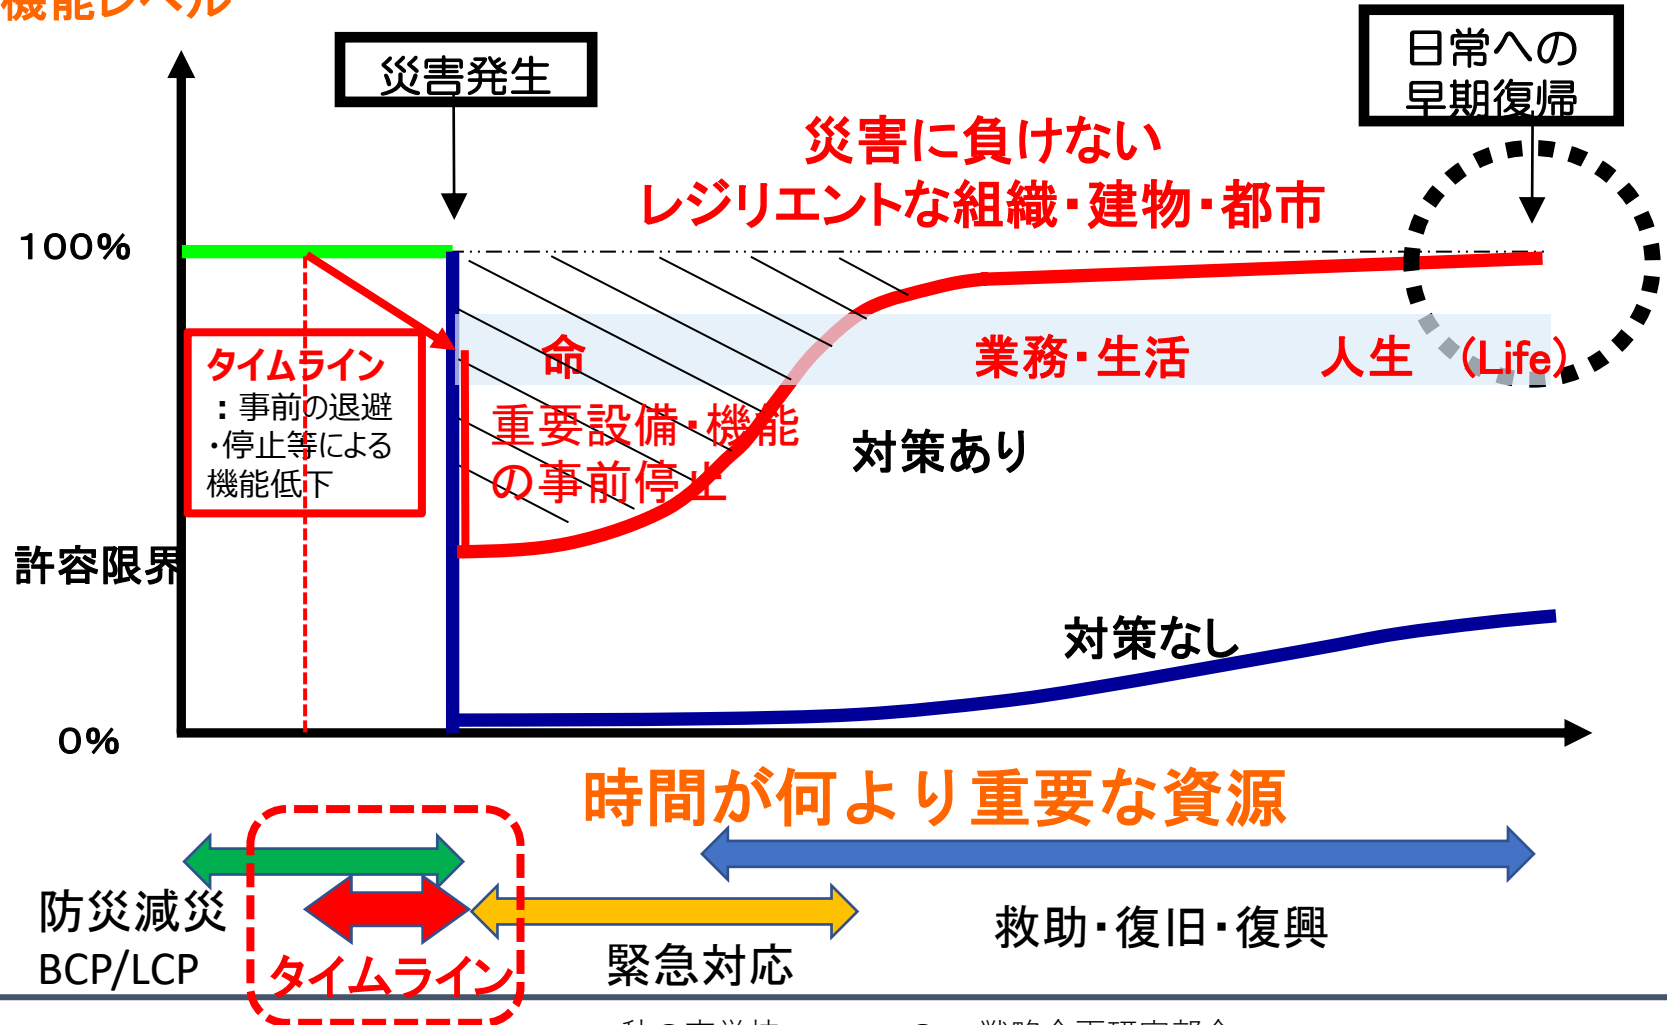 機能レベル
災害発生
日常への
早期復帰
災害に負けない
レジリエントな組織・建物・都市
100%
タイムライン
：事前の退避
・停止等による
機能低下
命
業務・生活
人生
(Life)
重要設備・機能
の事前停止
対策あり
許容限界
対策なし
0%
時間が何より重要な資源
防災減災
BCP/LCP
タイムライン
緊急対応
救助・復旧・復興